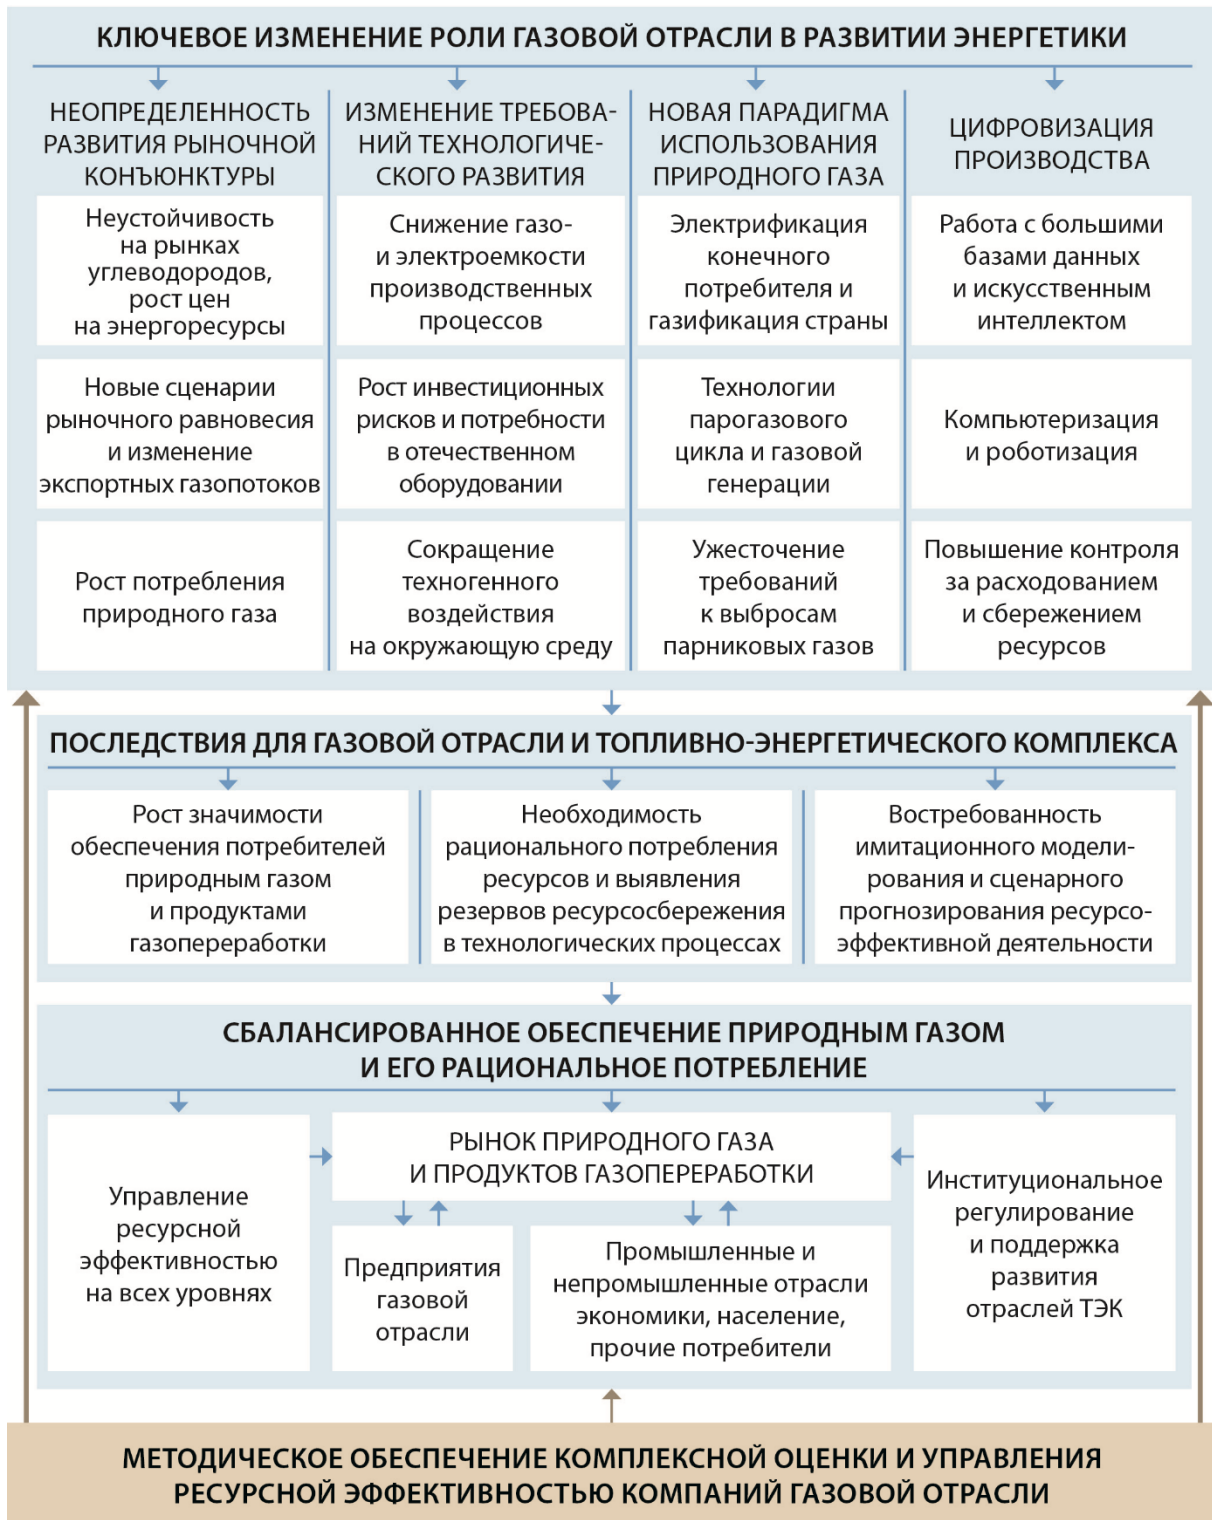 КЛЮЧЕВОЕ ИЗМЕНЕНИЕ РОЛИ ГАЗОВОЙ ОТРАСЛИ В РАЗВИТИИ ЭНЕРГЕТИКИ
НЕОПРЕДЕЛЕННОСТЬ
РАЗВИТИЯ РЫНОЧНОЙ
КОНЪЮНКТУРЫ
Неустойчивость
на рынках
углеводородов,
рост цен
на энергоресурсы
Новые сценарии
рыночного равновесия
и изменение
экспортных газопотоков
Рост потребления
природного газа
ИЗМЕНЕНИЕ ТРЕБОВА-
НИЙ ТЕХНОЛОГИЧЕ-
СКОГО РАЗВИТИЯ
Снижение газо-
и электроемкости
производственных
процессов
Рост инвестиционных
рисков и потребности
в отечественном
оборудовании
Сокращение
техногенного
воздействия
на окружающую среду
НОВАЯ ПАРАДИГМА
ИСПОЛЬЗОВАНИЯ
ПРИРОДНОГО ГАЗА
Электрификация
конечного
потребителя и
газификация страны
Технологии
парогазового
цикла и газовой
генерации
Ужесточение
требований
к выбросам
парниковых газов
ЦИФРОВИЗАЦИЯ
ПРОИЗВОДСТВА
Работа с большими
базами данных
и искусственным
интеллектом
Компьютеризация
и роботизация
Повышение контроля
за расходованием
и сбережением
ресурсов
ПОСЛЕДСТВИЯ ДЛЯ ГАЗОВОЙ ОТРАСЛИ И ТОПЛИВНО-ЭНЕРГЕТИЧЕСКОГО КОМПЛЕКСА
Рост значимости
обеспечения потребителей
природным газом
и продуктами
газопереработки
Необходимость
рационального потребления
ресурсов и выявления
резервов ресурсосбережения
в технологических процессах
Востребованность
имитационного модели-
рования и сценарного
прогнозирования ресурсо-
эффективной деятельности
СБАЛАНСИРОВАННОЕ ОБЕСПЕЧЕНИЕ ПРИРОДНЫМ ГАЗОМ
И ЕГО РАЦИОНАЛЬНОЕ ПОТРЕБЛЕНИЕ
Управление
ресурсной
эффективностью
на всех уровнях
РЫНОК ПРИРОДНОГО ГАЗА
И ПРОДУКТОВ ГАЗОПЕРЕРАБОТКИ
Предприятия
газовой
отрасли
Промышленные и
непромышленные отрасли
экономики, население,
прочие потребители
Институциональное
регулирование
и поддержка
развития
отраслей ТЭК
МЕТОДИЧЕСКОЕ ОБЕСПЕЧЕНИЕ КОМПЛЕКСНОЙ ОЦЕНКИ И УПРАВЛЕНИЯ
РЕСУРСНОЙ ЭФФЕКТИВНОСТЬЮ КОМПАНИЙ ГАЗОВОЙ ОТРАСЛИ